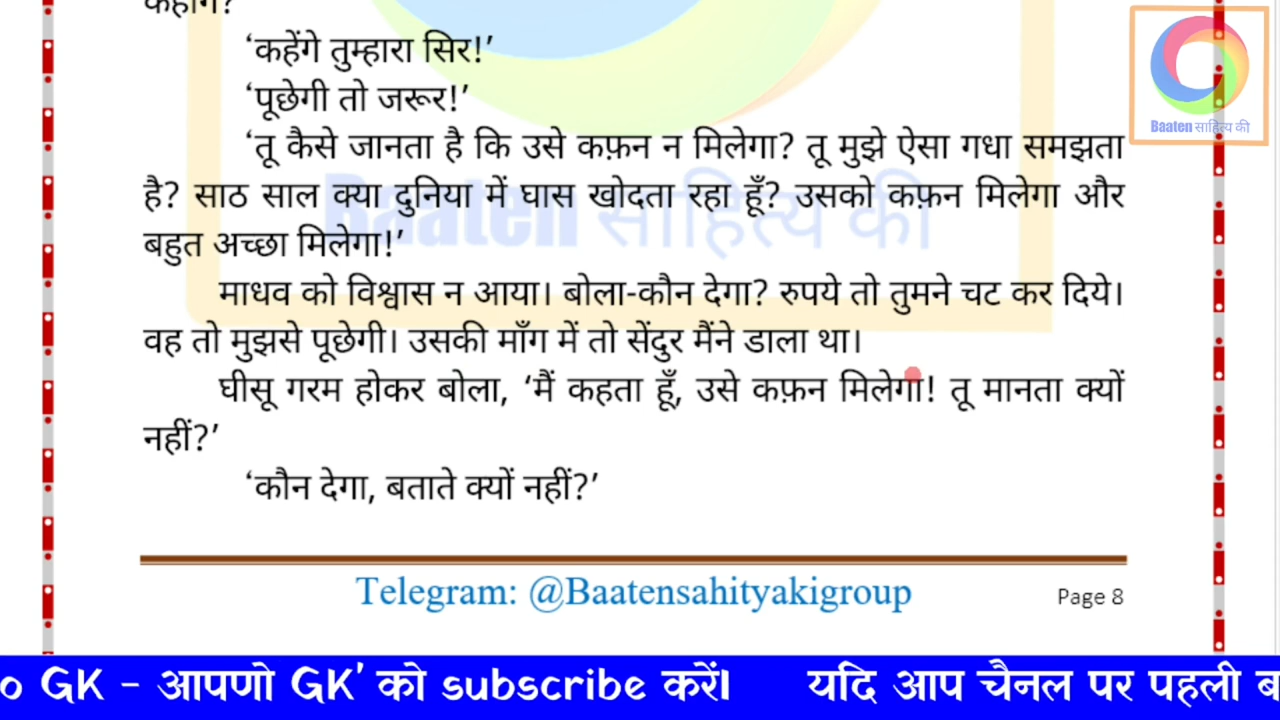 कहोगे?
‘कहेंगे तुम्हारा सिर!’
‘पूछेगी तो जरूर!’
‘तू कैसे जानता है कि उसे कफ़न न मिलेगा? तू मुझे ऐसा गधा समझता
है? साठ साल क्या दुनिया में घास खोदता रहा हूँ? उसको कफ़न मिलेगा और
बहुत अच्छा मिलेगा!’
माधव को विश्वास न आया। बोला-कौन देगा? रुपये तो तुमने चट कर दिये।
वह तो मुझसे पूछेगी। उसकी माँग में तो सेंदुर मैंने डाला था।
घीसू गरम होकर बोला, ‘मैं कहता हूँ, उसे कफ़न मिलेगा! तू मानता क्यों
नहीं?’
‘कौन देगा, बताते क्यों नहीं?’
Baaten साहित्य की
Baaten साहित्य की
Telegram: @Baatensahityakigroup
Page 8
GK - आपणो GK' को subscribe करें। यदि आप चैनल पर पहली